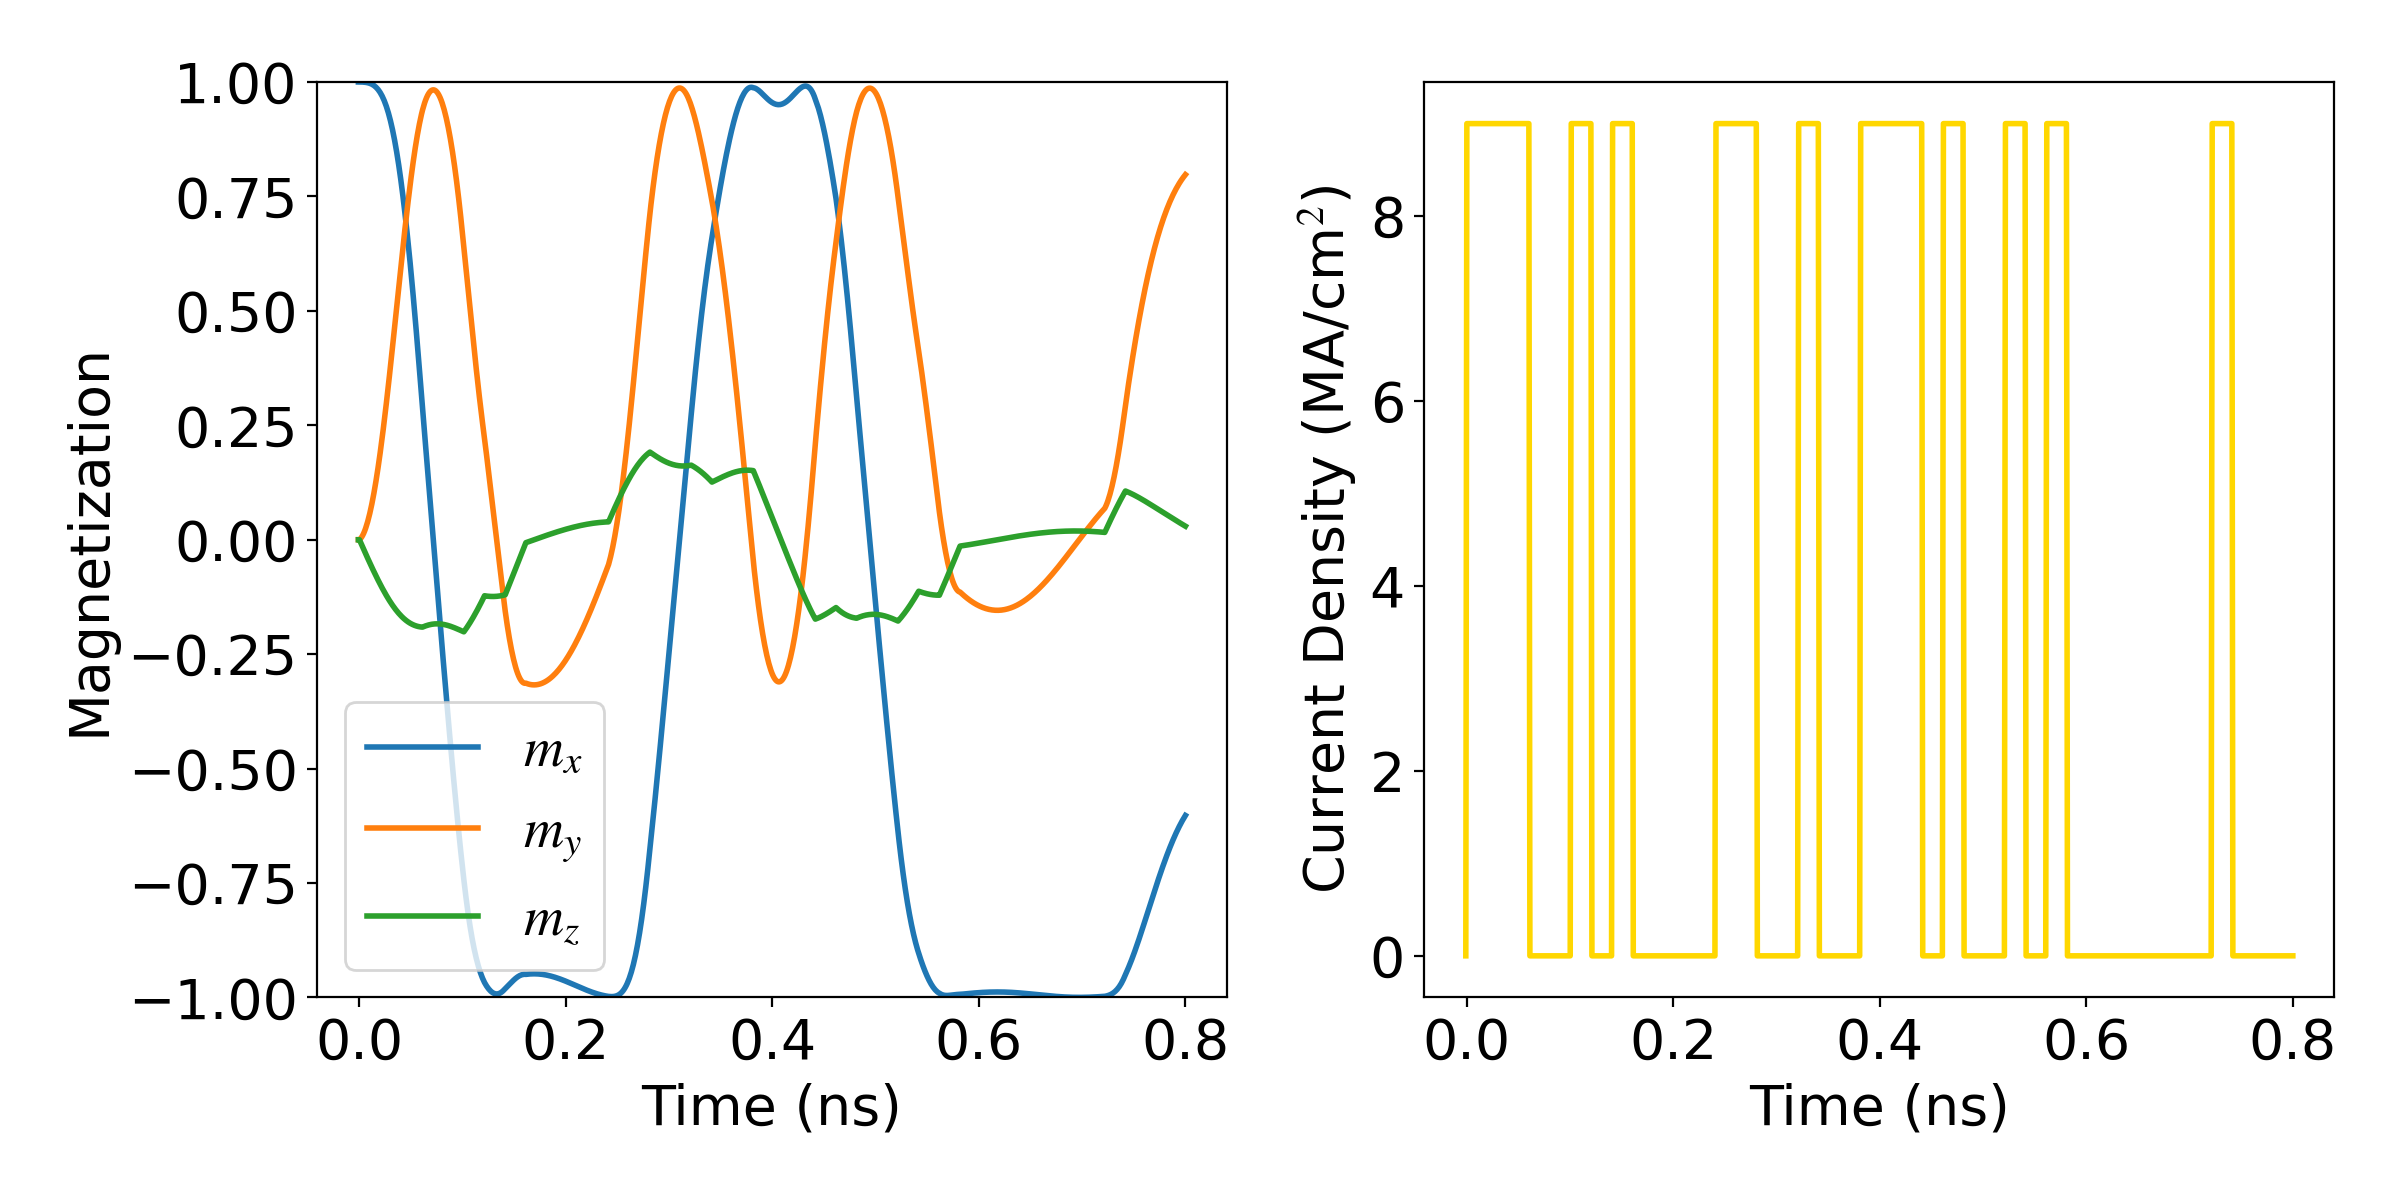 Magnetization
1.00
0.75
0.50
0.25
0.00
−0.25
−0.50
−0.75
−1.00
m_x
m_y
m_z
0.0 0.2 0.4 0.6 0.8
Time (ns)
Current Density (MA/cm²)
8
6
4
2
0
0.0 0.2 0.4 0.6 0.8
Time (ns)